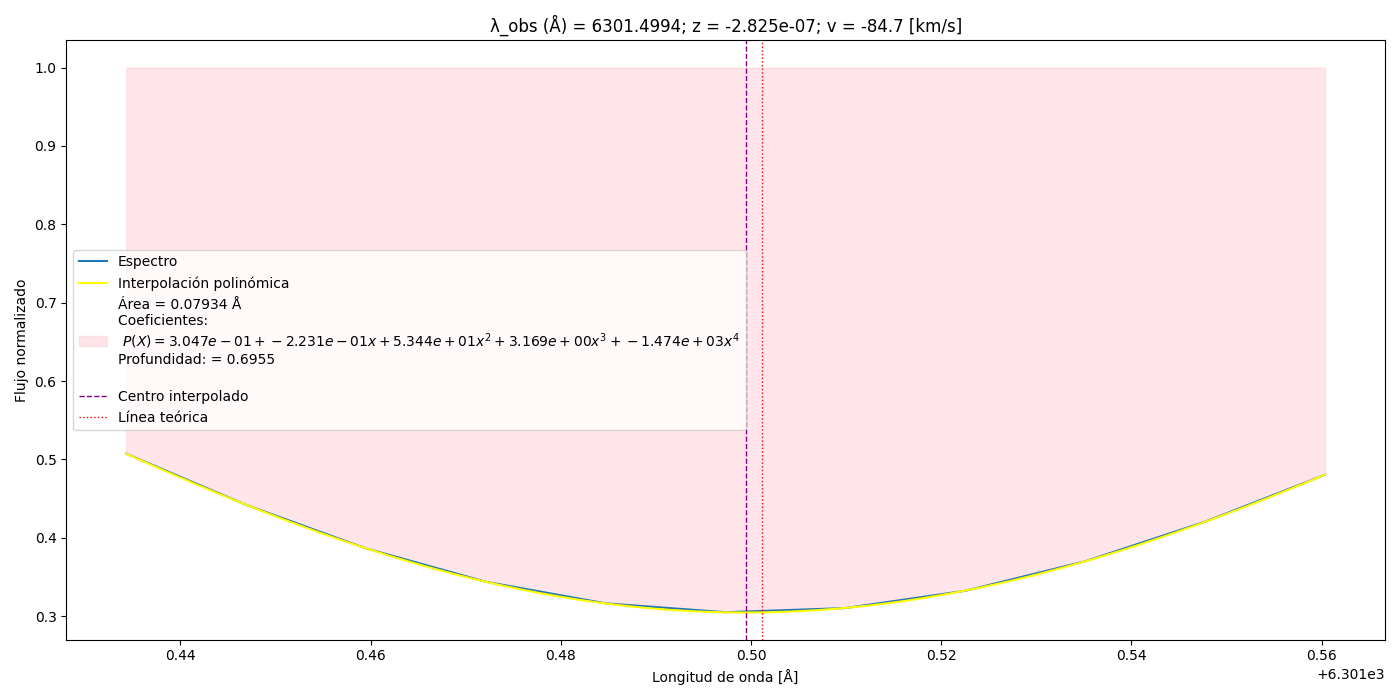 λ_obs (Å) = 6301.4994; z = -2.825e-07; v = -84.7 [km/s]
Flujo normalizado
1.0
0.9
0.8
0.7
0.6
0.5
0.4
0.3
Espectro
Interpolación polinómica
Área = 0.07934 Å
Coeficientes:
P(X) = 3.047e − 01 + −2.231e − 01x + 5.344e + 01x² + 3.169e + 00x³ + −1.474e + 03x⁴
Profundidad: = 0.6955
Centro interpolado
Línea teórica
0.44 0.46 0.48 0.50 0.52 0.54 0.56
+6.301e3
Longitud de onda [Å]